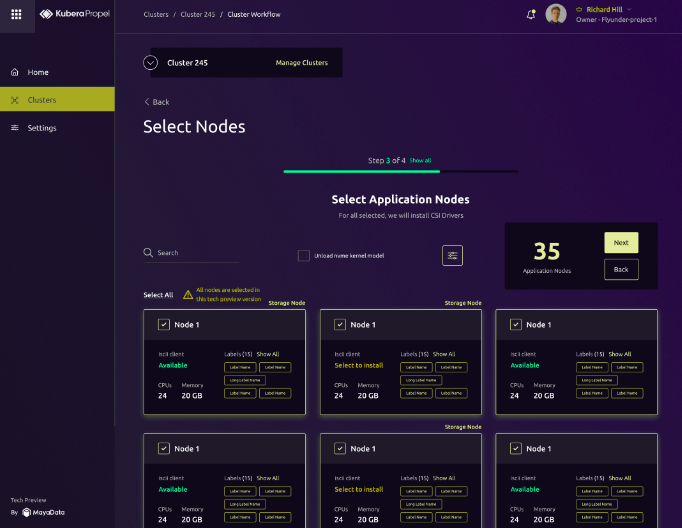 Kubera Propel
Clusters / Cluster 245 / Cluster Workflow
Richard Hill
Owner - Flyunder-project-1
Home
Clusters
Settings
Cluster 245
Manage Clusters
Back
Select Nodes
Step 3 of 4 Show all
Select Application Nodes
For all selected, we will install CSI Drivers
Search
Unload nvme kernel model
35
Application Nodes
Next
Back
Select All
All nodes are selected in
this tech preview version
Storage Node
Storage Node
Node 1
Iscli client
Available
Labels (15) Show All
Label Name Label Name
Long Label Name
Label Name Label Name
CPUs Memory
24 20 GB
Node 1
Iscli client
Select to install
Labels (15) Show All
Label Name Label Name
Long Label Name
Label Name Label Name
CPUs Memory
24 20 GB
Node 1
Iscli client
Available
Labels (15) Show All
Label Name Label Name
Long Label Name
Label Name Label Name
CPUs Memory
24 20 GB
Storage Node
Node 1
Iscli client
Available
Labels (15) Show All
Label Name Label Name
Long Label Name
Label Name Label Name
CPUs Memory
24 20 GB
Node 1
Iscli client
Select to install
Labels (15) Show All
Label Name Label Name
Long Label Name
Label Name Label Name
CPUs Memory
24 20 GB
Node 1
Iscli client
Available
Labels (15) Show All
Label Name Label Name
Long Label Name
Label Name Label Name
CPUs Memory
24 20 GB
Tech Preview
By MayaData